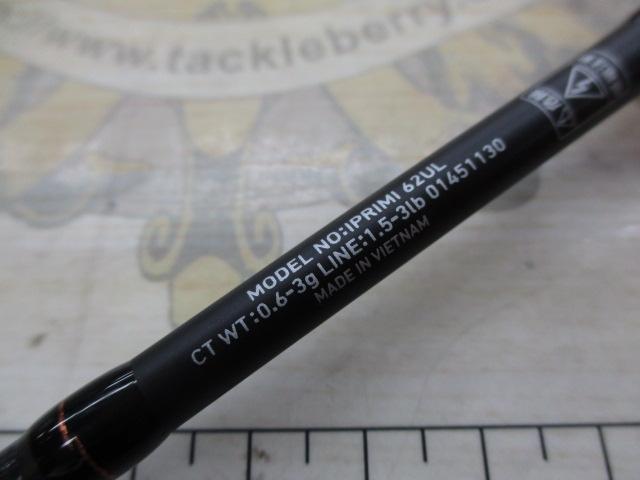 www.tackleberry.co
MODEL NO:IPRIMI 62UL
CT WT:0.6-3g LINE:1.5-3lb 01451130
MADE IN VIETNAM